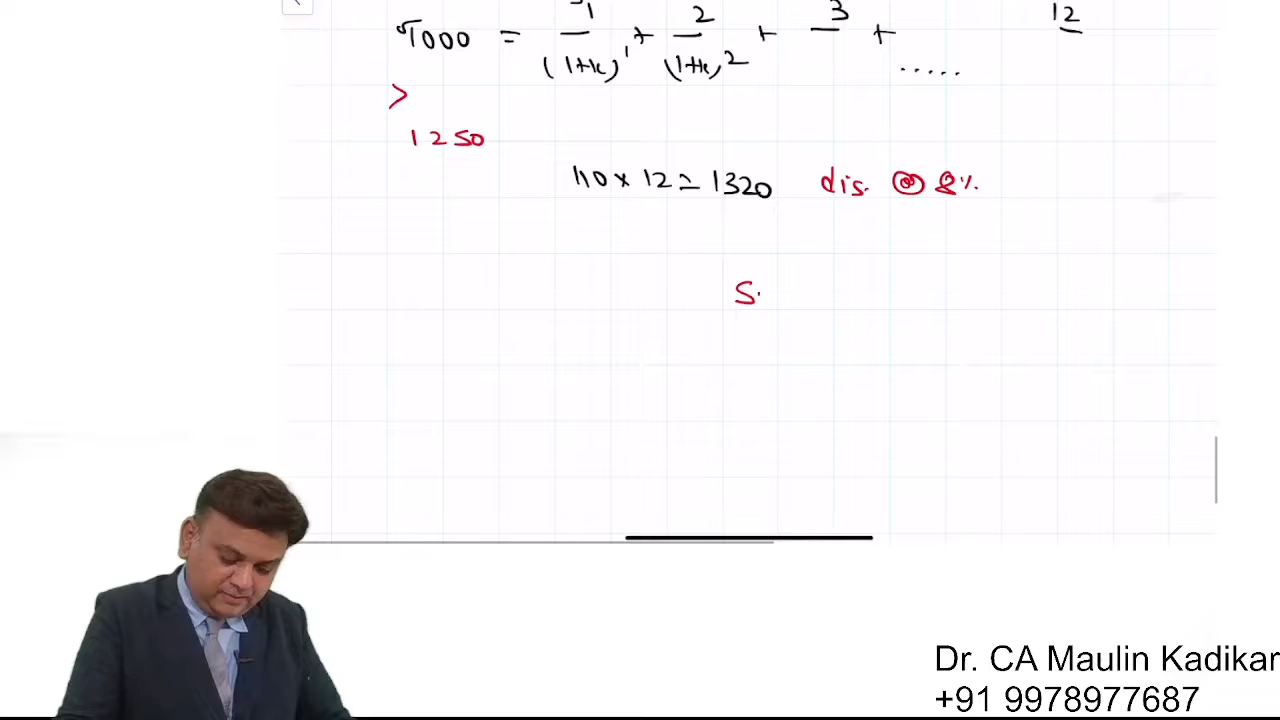 1000 = 1/(1+k)^1 + 2/(1+k)^2 + 3 + ..... 12
>
1250
110 x 12 = 1320 dis. @ 8%
S.
Dr. CA Maulin Kadikar
+91 9978977687